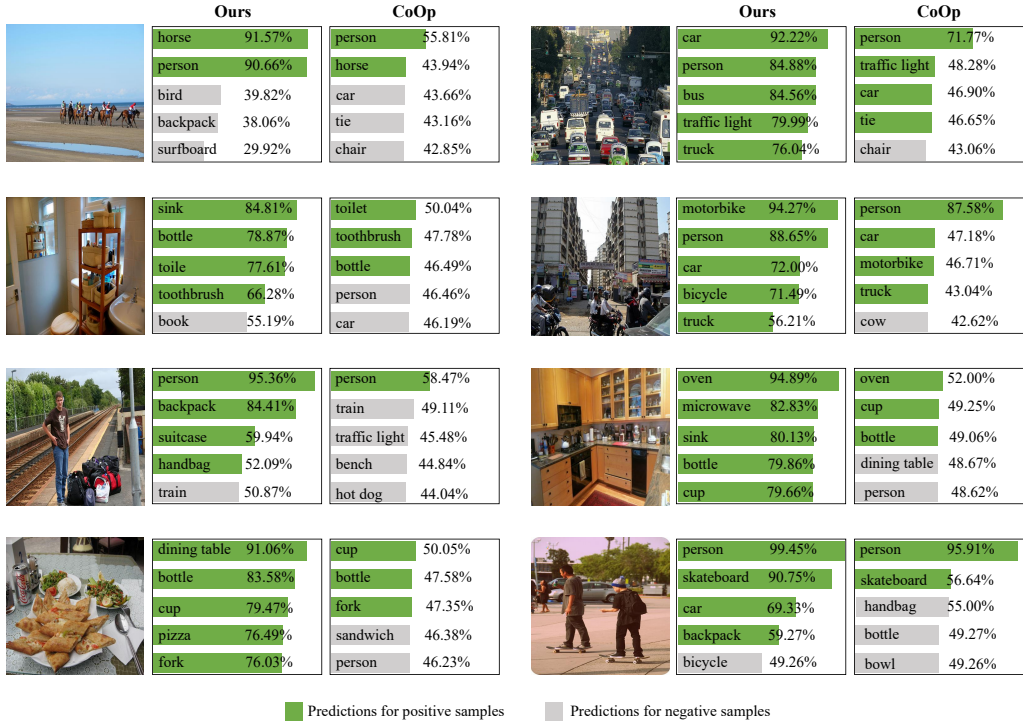 Ours CoOp Ours CoOp
horse 91.57% person 55.81% car 92.22% person 71.77%
person 90.66% horse 43.94% person 84.88% traffic light 48.28%
bird 39.82% car 43.66% bus 84.56% car 46.90%
backpack 38.06% tie 43.16% traffic light 79.99% tie 46.65%
surfboard 29.92% chair 42.85% truck 76.04% chair 43.06%
sink 84.81% toilet 50.04% motorbike 94.27% person 87.58%
bottle 78.87% toothbrush 47.78% person 88.65% car 47.18%
toile 77.61% bottle 46.49% car 72.00% motorbike 46.71%
toothbrush 66.28% person 46.46% bicycle 71.49% truck 43.04%
book 55.19% car 46.19% truck 56.21% cow 42.62%
person 95.36% person 58.47% oven 94.89% oven 52.00%
backpack 84.41% train 49.11% microwave 82.83% cup 49.25%
suitcase 59.94% traffic light 45.48% sink 80.13% bottle 49.06%
handbag 52.09% bench 44.84% bottle 79.86% dining table 48.67%
train 50.87% hot dog 44.04% cup 79.66% person 48.62%
dining table 91.06% cup 50.05% person 99.45% person 95.91%
bottle 83.58% bottle 47.58% skateboard 90.75% skateboard 56.64%
cup 79.47% fork 47.35% car 69.33% handbag 55.00%
pizza 76.49% sandwich 46.38% backpack 59.27% bottle 49.27%
fork 76.03% person 46.23% bicycle 49.26% bowl 49.26%
Predictions for positive samples Predictions for negative samples